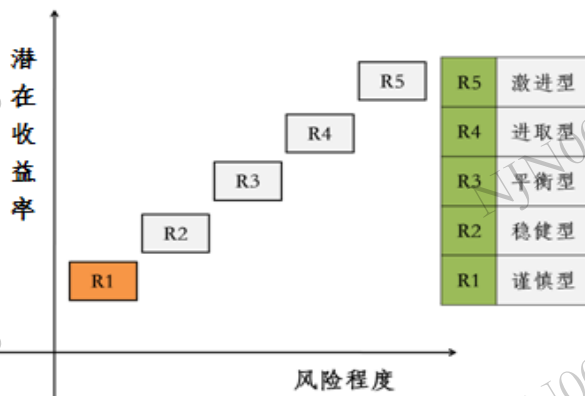 潜在收益率
R5
R4
R3
R2
R1
风险程度
R5 激进型
R4 进取型
R3 平衡型
R2 稳健型
R1 谨慎型